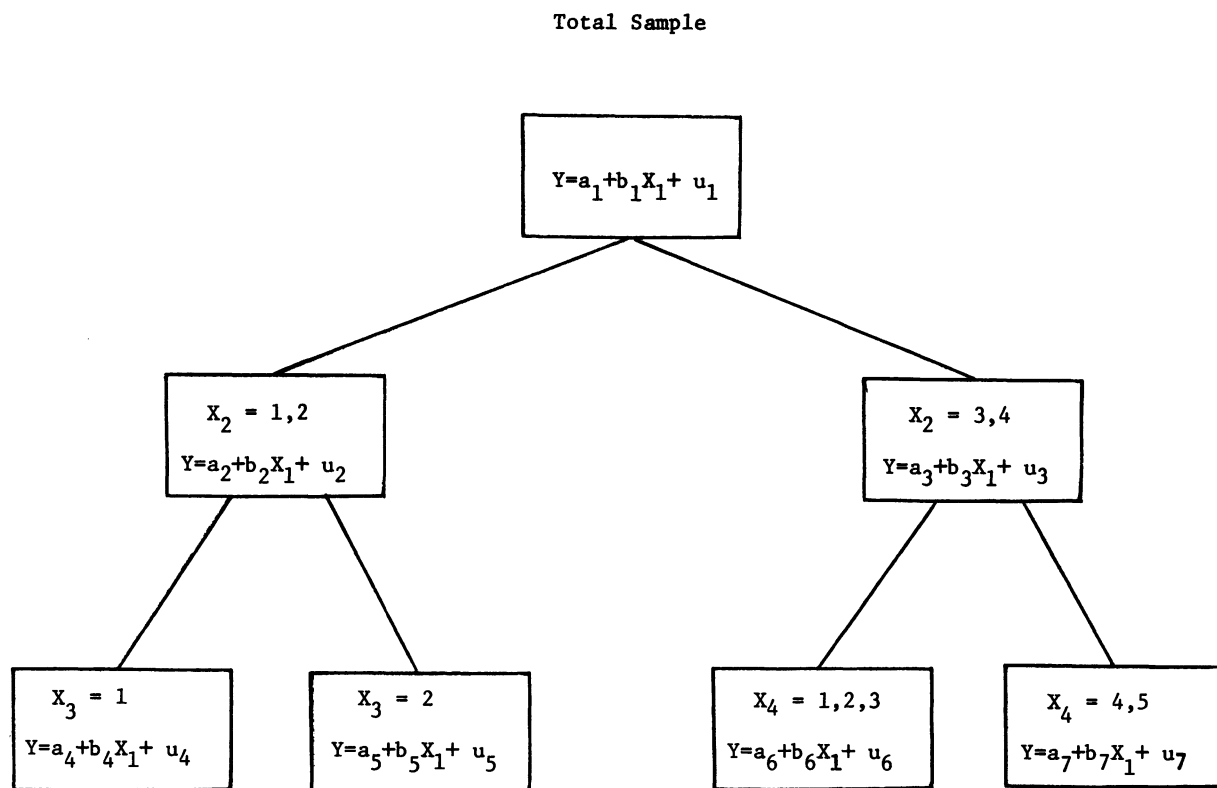 Total Sample
Y=a₁+b₁X₁+ u₁
X₂ = 1,2
Y=a₂+b₂X₁+ u₂
X₂ = 3,4
Y=a₃+b₃X₁+ u₃
X₃ = 1
Y=a₄+b₄X₁+ u₄
X₃ = 2
Y=a₅+b₅X₁+ u₅
X₄ = 1,2,3
Y=a₆+b₆X₁+ u₆
X₄ = 4,5
Y=a₇+b₇X₁+ u₇